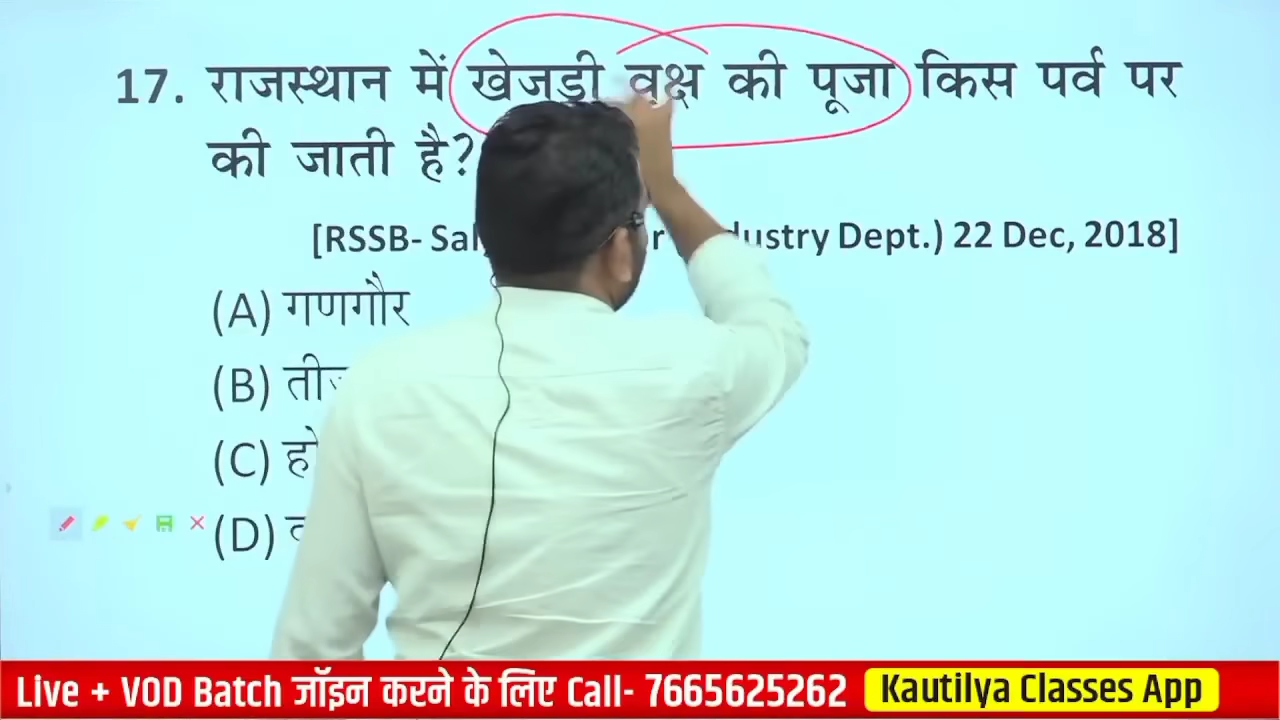 17. राजस्थान में खेजड़ी वृक्ष की पूजा किस पर्व पर
की जाती है?
[RSSB- ustry Dept.) 22 Dec, 2018]
(A) गणगौर
(B)
(C)
(D)
Live + VOD Batch जॉइन करने के लिए Call- 7665625262 Kautilya Classes App